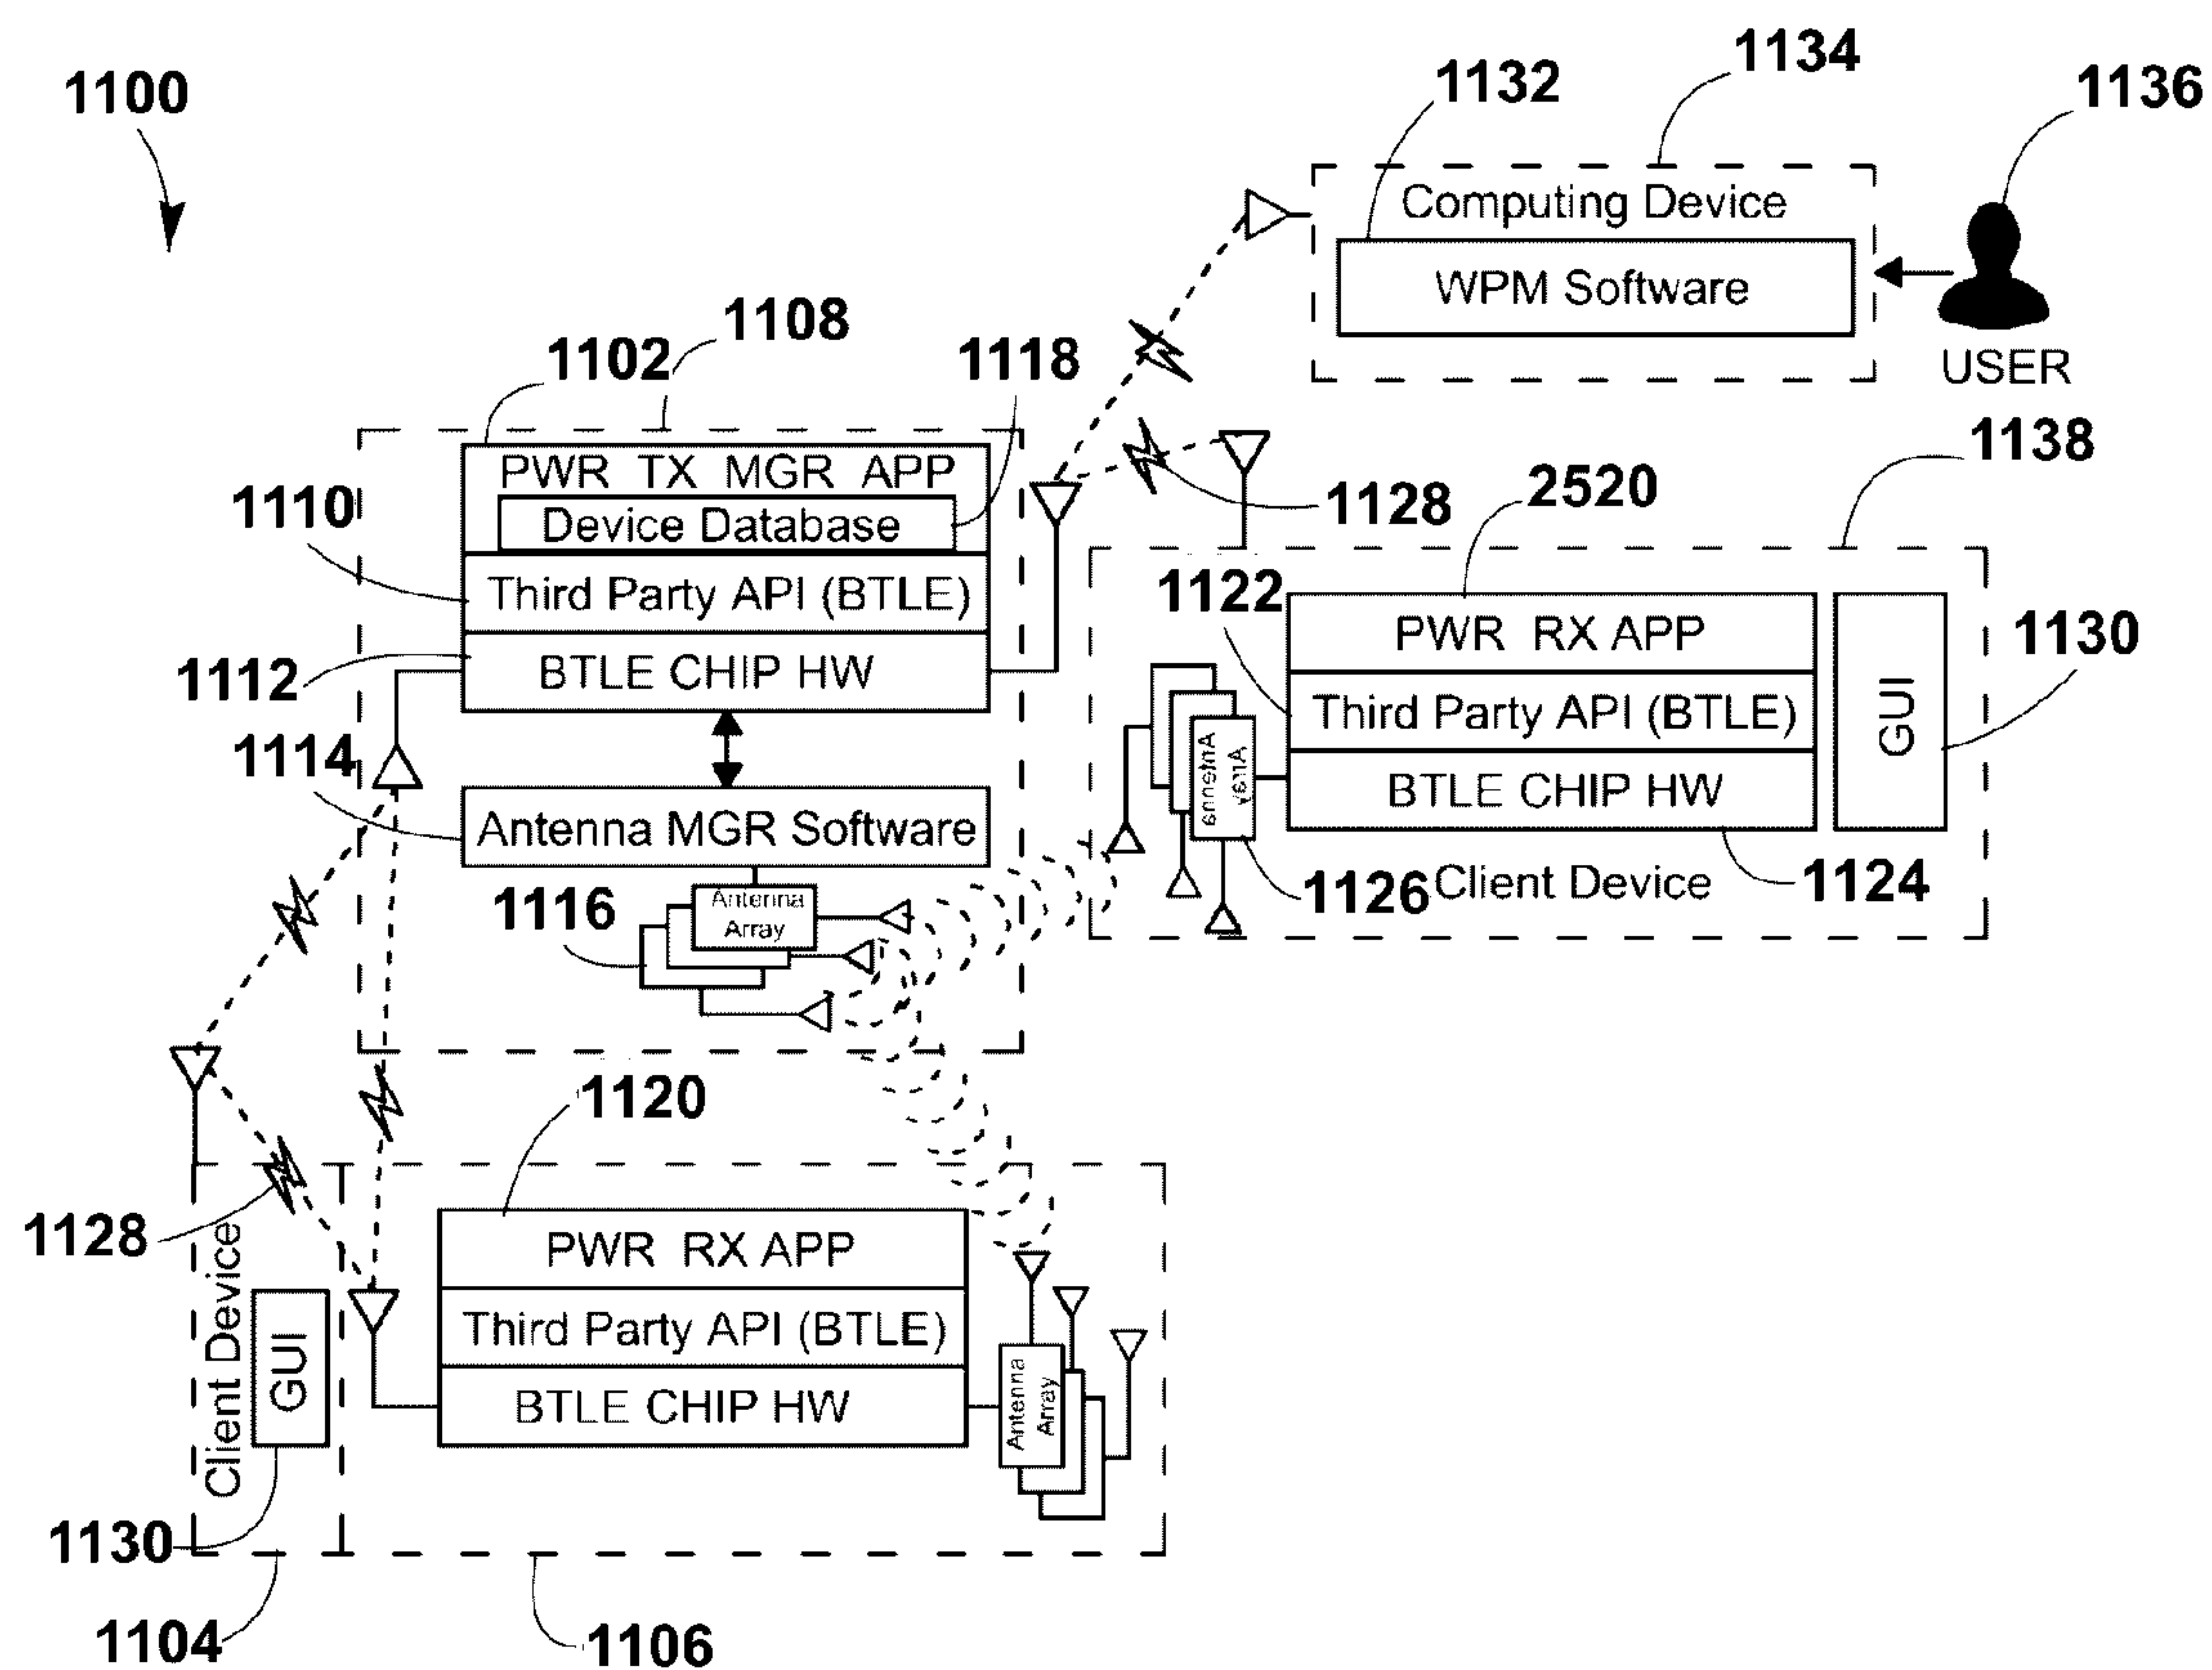 1100
1132
1134
1136
Computing Device
WPM Software
USER
1102
1108
1118
PWR TX MGR APP
Device Database
1110
Third Party API (BTLE)
1112
BTLE CHIP HW
1114
Antenna MGR Software
1116
Antenna
Array
1128
2520
1138
1122
PWR RX APP
Third Party API (BTLE)
BTLE CHIP HW
GUI
1130
Antenna
Array
1126
Client Device
1124
1120
1128
PWR RX APP
Third Party API (BTLE)
BTLE CHIP HW
Client Device
GUI
Antenna
Array
1130
1104
1106